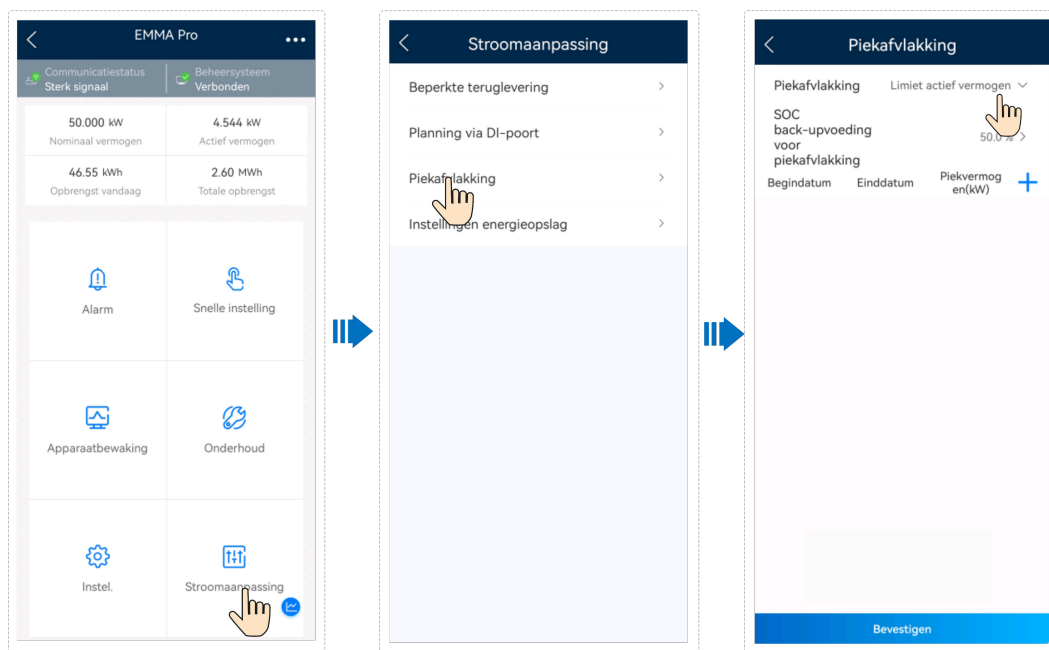 EMMA Pro
Communicatiestatus
Sterk signaal
Beheersysteem
Verbonden
50.000 kW
Nominaal vermogen
4.544 kW
Actief vermogen
46.55 kWh
Opbrengst vandaag
2.60 MWh
Totale opbrengst
Alarm
Snelle instelling
Apparaatbewaking
Onderhoud
Instel.
Stroomaanpassing
Stroomaanpassing
Beperkte teruglevering
Planning via DI-poort
Piekafvlakking
Instellingen energieopslag
Piekafvlakking
Piekafvlakking
Limiet actief vermogen
SOC
back-upvoeding
voor
piekafvlakking
50.0 %
Begindatum
Einddatum
Piekvermog
en(kW)
Bevestigen